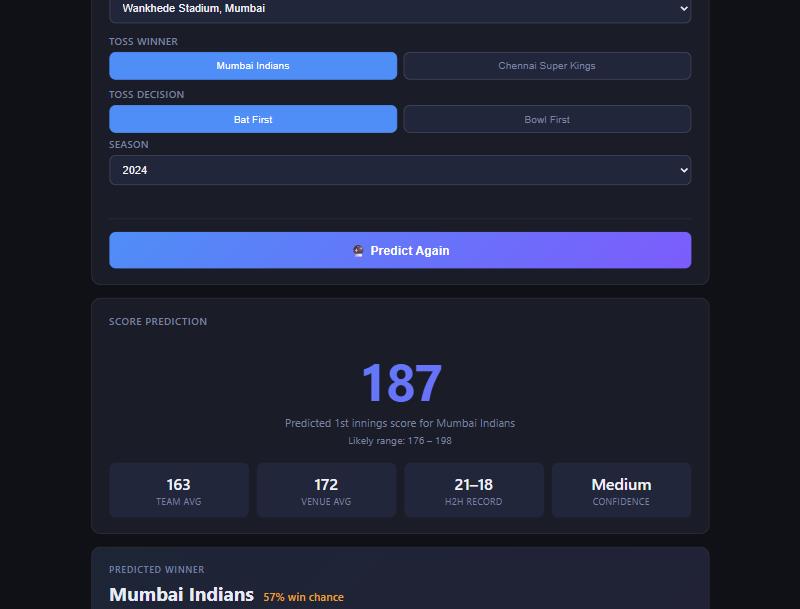 Wankhede Stadium, Mumbai
TOSS WINNER
Mumbai Indians Chennai Super Kings
TOSS DECISION
Bat First Bowl First
SEASON
2024
Predict Again
SCORE PREDICTION
187
Predicted 1st innings score for Mumbai Indians
Likely range: 176 – 198
163 172 21–18 Medium
TEAM AVG VENUE AVG H2H RECORD CONFIDENCE
PREDICTED WINNER
Mumbai Indians 57% win chance